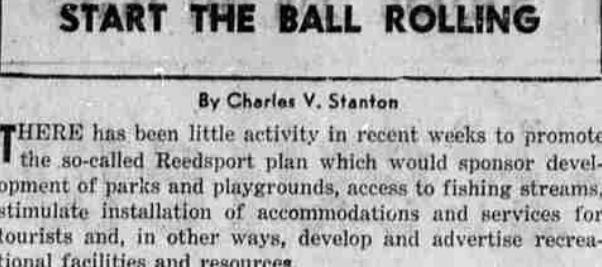 START THE BALL ROLLING
By Charles V. Stanton
THERE has been little activity in recent weeks to promote
the so-called Reedsport plan which would sponsor devel-
opment of parks and playgrounds, access to fishing streams,
stimulate installation of accommodations and services for
tourists and, in other ways, develop and advertise recrea-
tional facilities and resources.